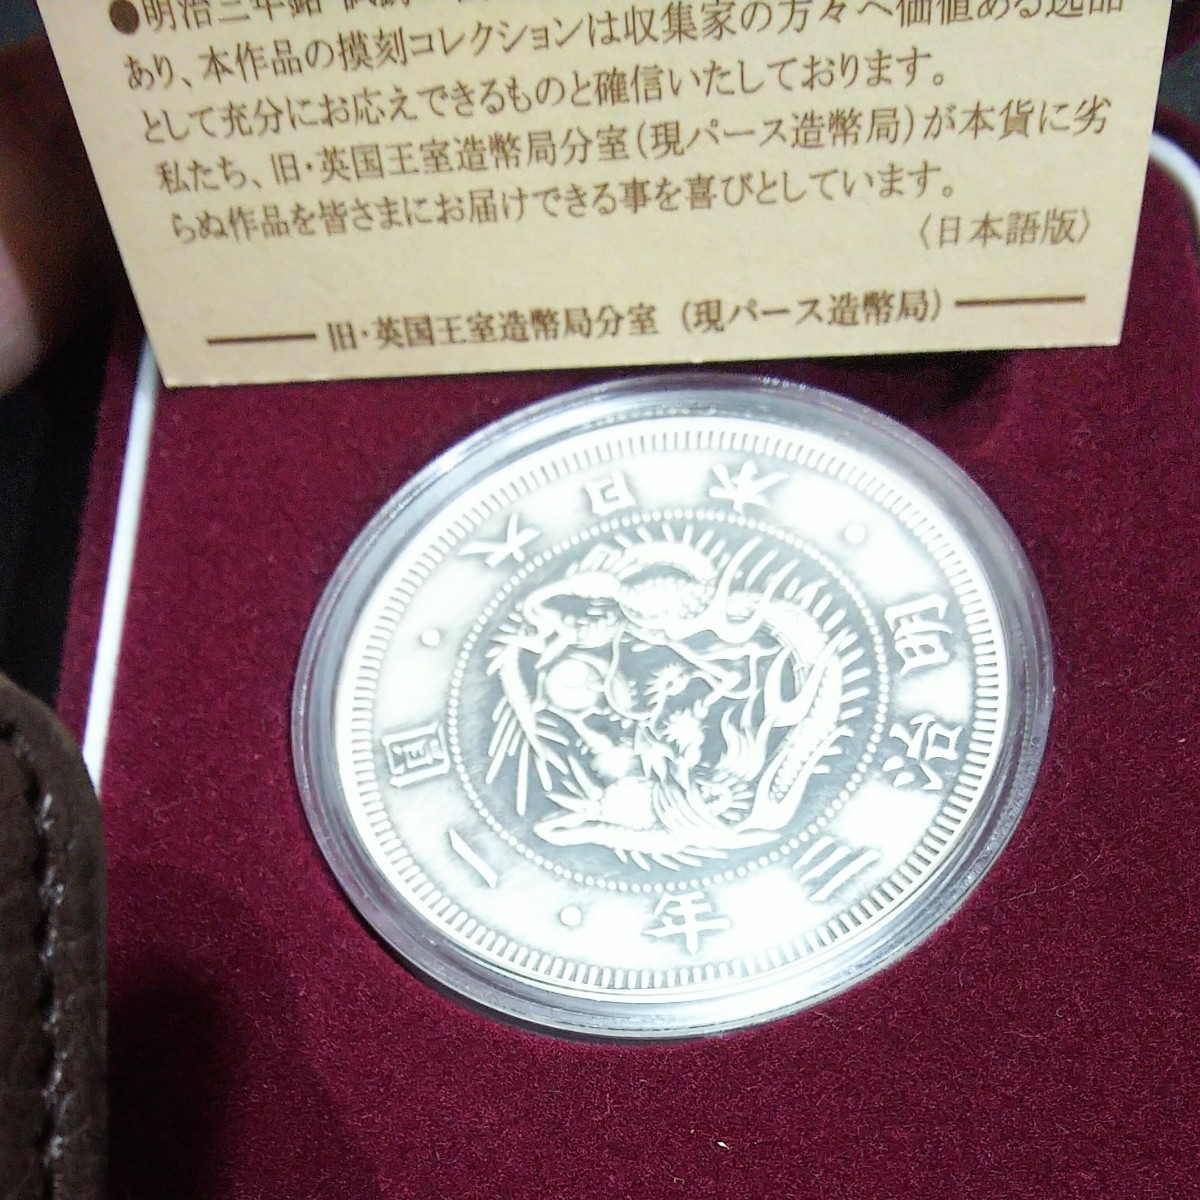 ●明治三年銘
あり、本作品の摸刻コレクションは収集家の方々へ価値ある逸品
として充分にお応えできるものと確信いたしております。
私たち、旧・英国王室造幣局分室(現パース造幣局)が本貨に劣
らぬ作品を皆さまにお届けできる事を喜びとしています。
〈日本語版〉
旧・英国王室造幣局分室(現パース造幣局)
大日本・明治三年・一圓・